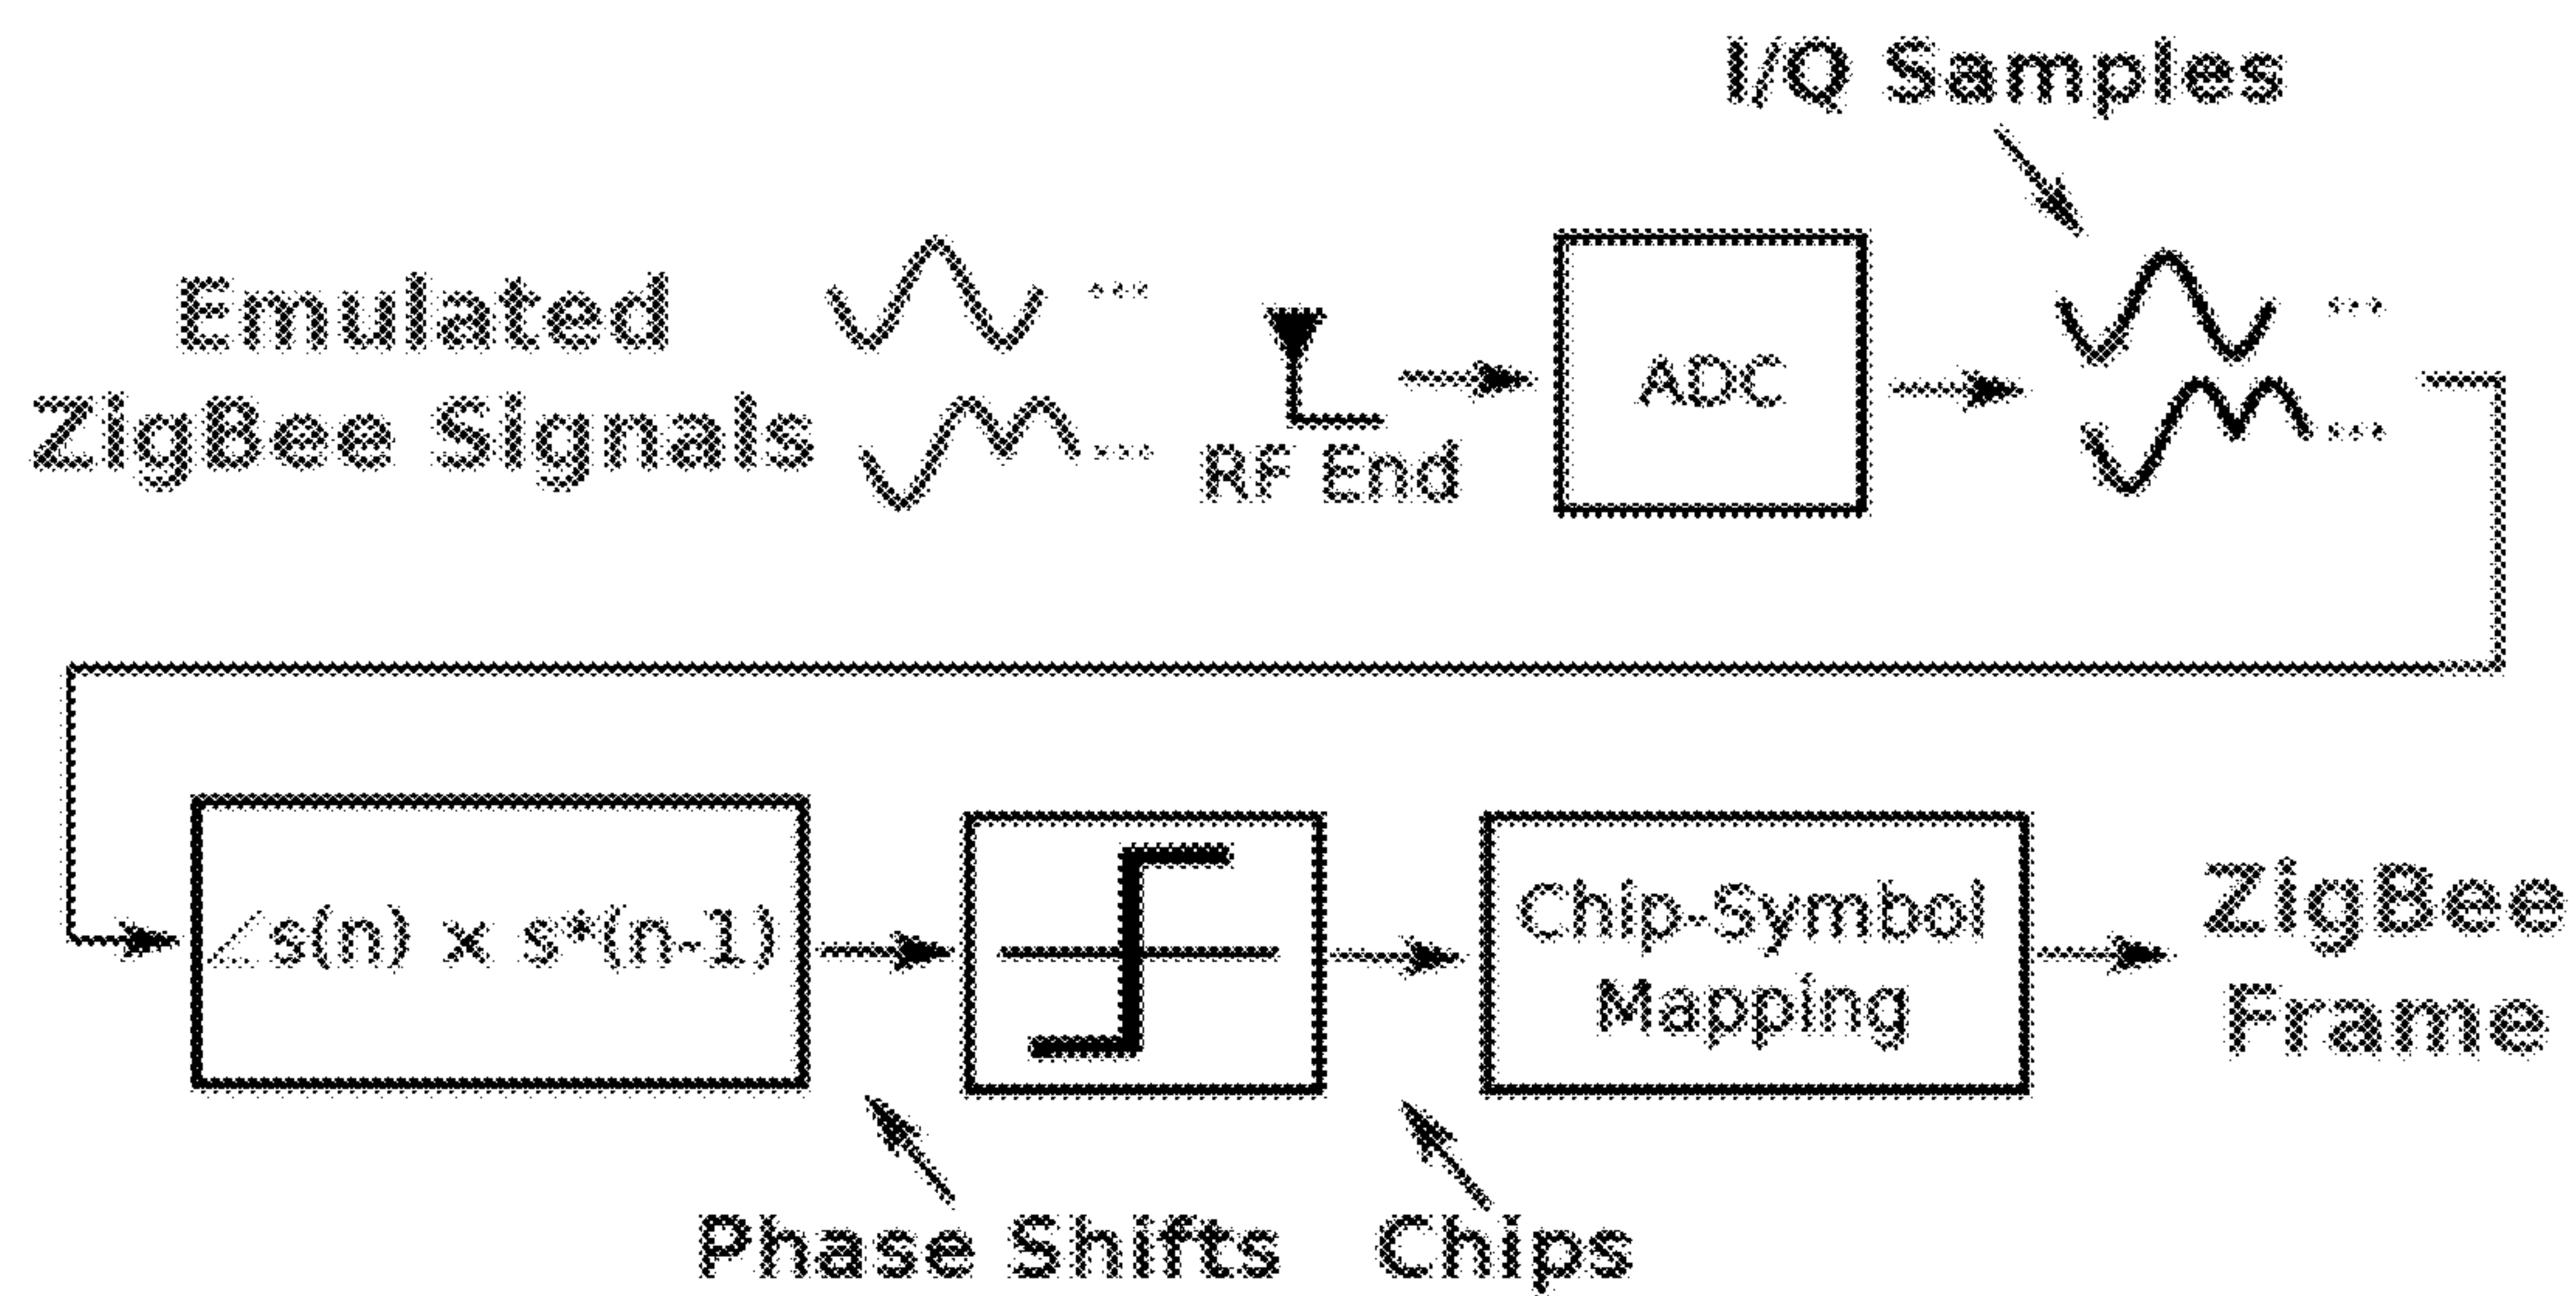 I/Q Samples
Emulated
ZigBee Signals
...
...
RF End
ADC
...
...
∠s(n) × s*(n-1)
Chip-Symbol
Mapping
ZigBee
Frame
Phase Shifts
Chips